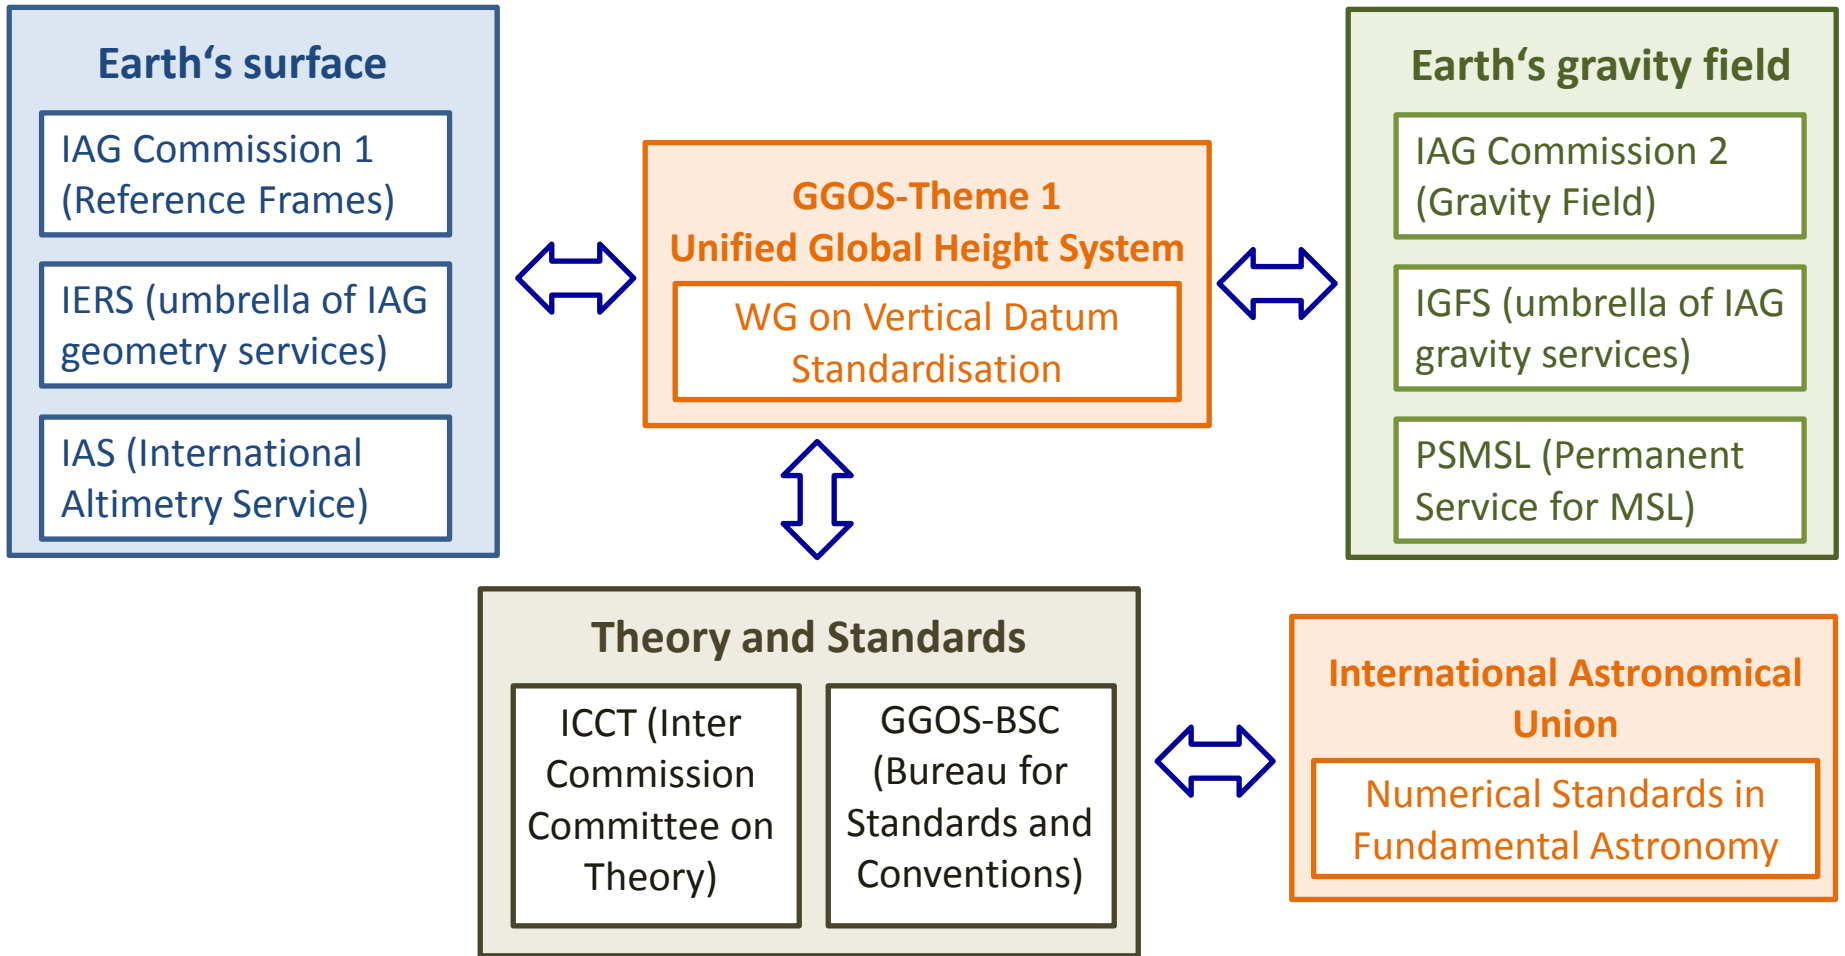 Earth‘s surface
IAG Commission 1
(Reference Frames)
IERS (umbrella of IAG
geometry services)
IAS (International
Altimetry Service)
GGOS-Theme 1
Unified Global Height System
WG on Vertical Datum
Standardisation
Earth‘s gravity field
IAG Commission 2
(Gravity Field)
IGFS (umbrella of IAG
gravity services)
PSMSL (Permanent
Service for MSL)
Theory and Standards
ICCT (Inter
Commission
Committee on
Theory)
GGOS-BSC
(Bureau for
Standards and
Conventions)
International Astronomical
Union
Numerical Standards in
Fundamental Astronomy